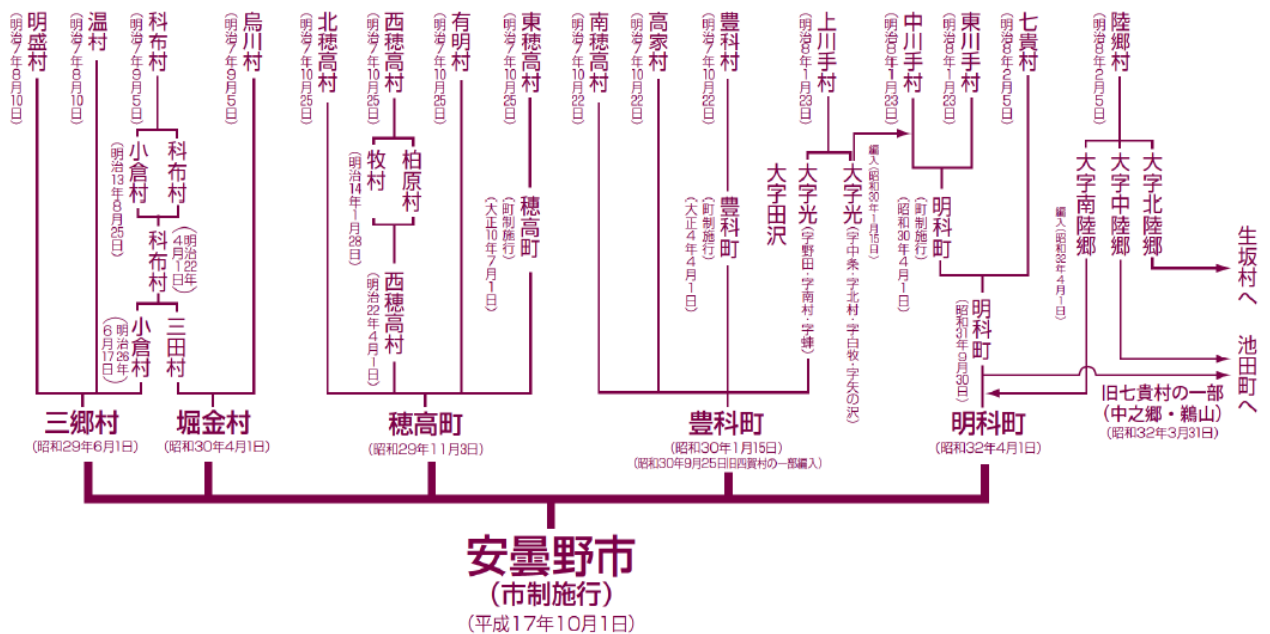 明盛村
(明治7年8月10日)
温村
(明治7年8月10日)
科布村
(明治7年9月5日)
烏川村
(明治7年9月5日)
北穂高村
(明治7年10月25日)
西穂高村
(明治7年10月25日)
有明村
(明治7年10月25日)
東穂高村
(明治7年10月25日)
南穂高村
(明治7年10月22日)
高家村
(明治7年10月22日)
豊科村
(明治7年10月22日)
上川手村
(明治8年1月23日)
中川手村
(明治8年1月23日)
東川手村
(明治8年1月23日)
七貴村
(明治8年2月5日)
陸郷村
(明治8年2月5日)
小倉村
(明治13年8月25日)
科布村
科布村
(明治22年
4月1日)
小倉村
(明治26年
6月17日)
三田村
牧村
(明治14年1月28日)
柏原村
西穂高村
(明治22年4月1日)
穂高町
(町制施行)
(大正10年7月1日)
豊科町
(町制施行)
(大正4年4月1日)
大字田沢
大字光
(字野田・字南村・字蟀)
大字光
(字中条・字北村・字白牧・字矢の沢)
編入(昭和30年1月15日)
明科町
(町制施行)
(昭和30年4月1日)
明科町
(昭和31年9月30日)
大字南陸郷
編入(昭和32年4月1日)
大字中陸郷
大字北陸郷
生坂村へ
池田町へ
旧七貴村の一部
(中之郷・鵜山)
(昭和32年3月31日)
三郷村
(昭和29年6月1日)
堀金村
(昭和30年4月1日)
穂高町
(昭和29年11月3日)
豊科町
(昭和30年1月15日)
(昭和30年9月25日旧四賀村の一部編入)
明科町
(昭和32年4月1日)
安曇野市
(市制施行)
(平成17年10月1日)